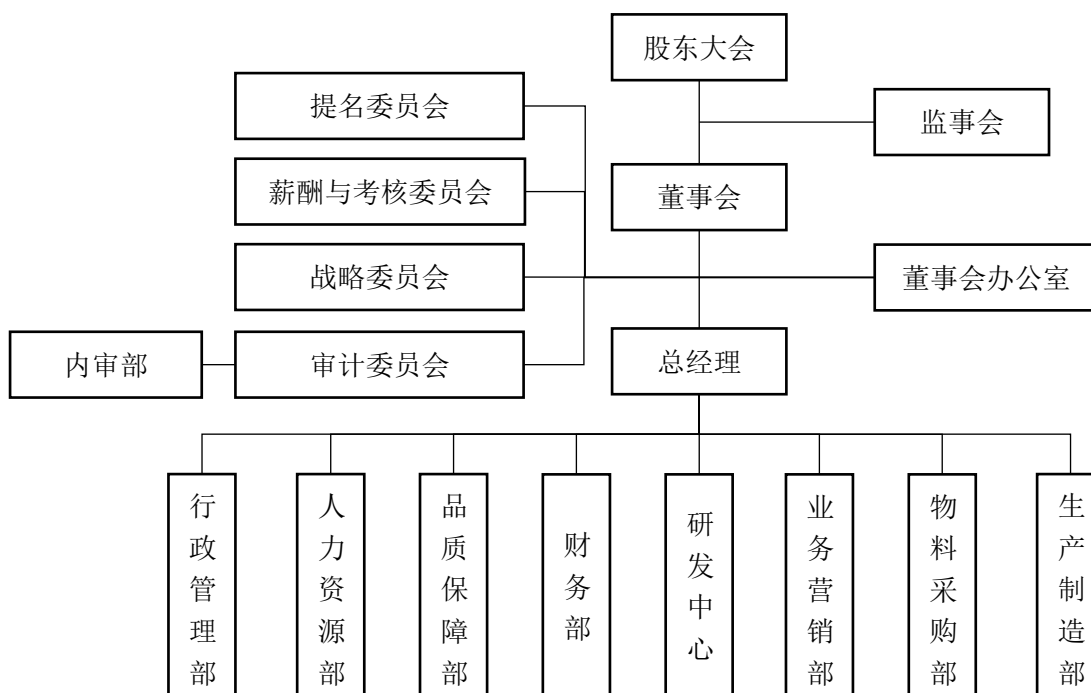 股东大会
提名委员会
监事会
薪酬与考核委员会
董事会
战略委员会
董事会办公室
内审部
审计委员会
总经理
行政管理部
人力资源部
品质保障部
财务部
研发中心
业务营销部
物料采购部
生产制造部